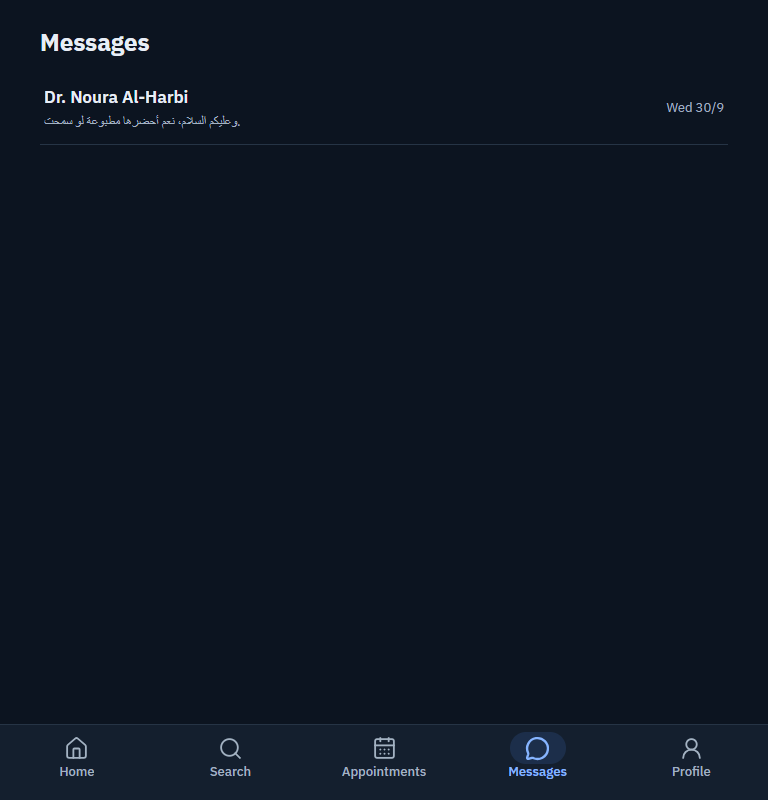 Messages
Dr. Noura Al-Harbi
Wed 30/9
وعليكم السلام، نعم أحضرها مطبوعة لو سمحت.
Home
Search
Appointments
Messages
Profile